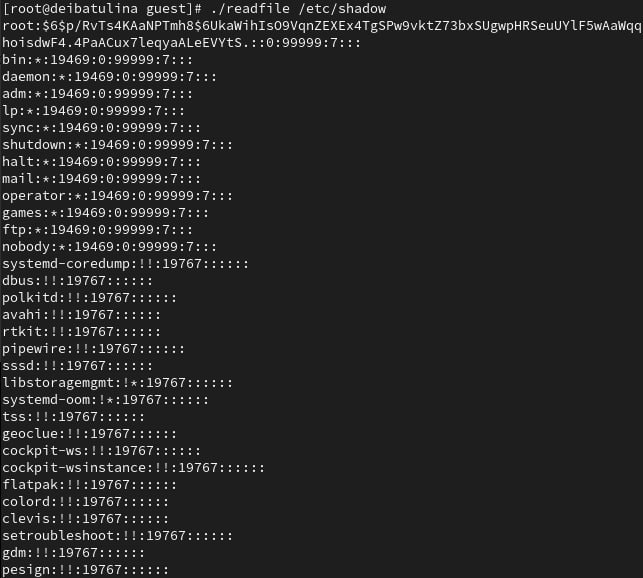 [root@deibatulina guest]# ./readfile /etc/shadow
root:$6$p/RvTs4KAaNPTmh8$6UkaWihIsO9VqnZEXEx4TgSPw9vktZ73bxSUgwpHRSeuUYlF5wAaWqq
hoisdwF4.4PaACux7leqyaALeEVYtS.::0:99999:7:::
bin:*:19469:0:99999:7:::
daemon:*:19469:0:99999:7:::
adm:*:19469:0:99999:7:::
lp:*:19469:0:99999:7:::
sync:*:19469:0:99999:7:::
shutdown:*:19469:0:99999:7:::
halt:*:19469:0:99999:7:::
mail:*:19469:0:99999:7:::
operator:*:19469:0:99999:7:::
games:*:19469:0:99999:7:::
ftp:*:19469:0:99999:7:::
nobody:*:19469:0:99999:7:::
systemd-coredump:!!:19767::::::
dbus:!!:19767::::::
polkitd:!!:19767::::::
avahi:!!:19767::::::
rtkit:!!:19767::::::
pipewire:!!:19767::::::
sssd:!!:19767::::::
libstoragemgmt:!*:19767::::::
systemd-oom:!*:19767::::::
tss:!!:19767::::::
geoclue:!!:19767::::::
cockpit-ws:!!:19767::::::
cockpit-wsinstance:!!:19767::::::
flatpak:!!:19767::::::
colord:!!:19767::::::
clevis:!!:19767::::::
setroubleshoot:!!:19767::::::
gdm:!!:19767::::::
pesign:!!:19767::::::